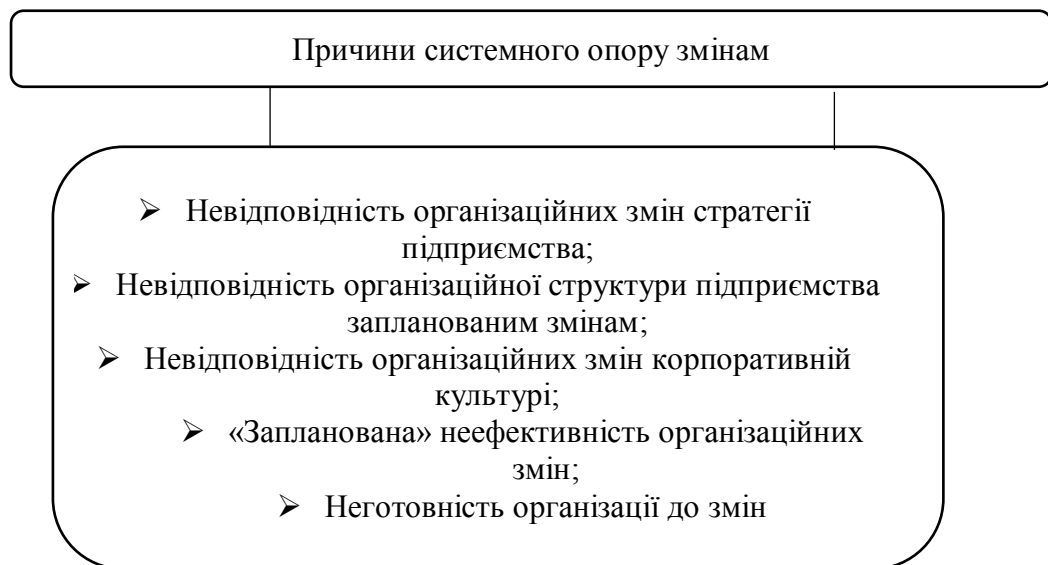 Причини системного опору змінам
➢ Невідповідність організаційних змін стратегії
підприємства;
➢ Невідповідність організаційної структури підприємства
запланованим змінам;
➢ Невідповідність організаційних змін корпоративній
культурі;
➢ «Запланована» неефективність організаційних
змін;
➢ Неготовність організації до змін